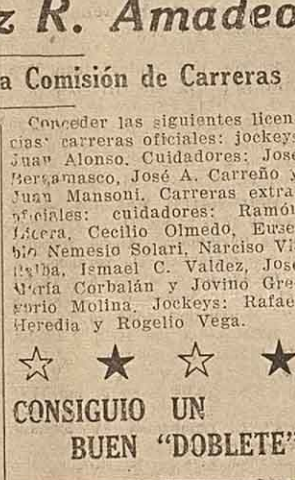 z R. Amadeo
a Comisión de Carreras
Conceder las siguientes licen
cias carreras oficiales: jockeys
Juan Alonso. Cuidadores: José
Bergamasco, José A. Carreño y
Juan Mansoni. Carreras extra
oficiales: cuidadores: Ramón
Cecilio Olmedo, Euse
bio Nemesio Solari, Narciso Vi
Ismael C. Valdez, José
María Corbalán y Jovino Gre
gorio Molina. Jockeys: Rafae
Heredia y Rogelio Vega.
CONSIGUIO UN
BUEN "DOBLETE"